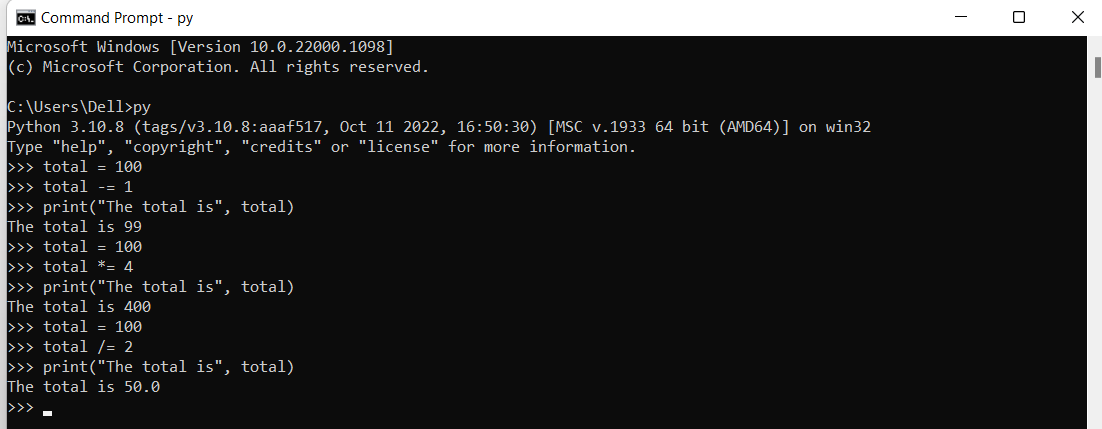 Command Prompt - py
Microsoft Windows [Version 10.0.22000.1098]
(c) Microsoft Corporation. All rights reserved.
C:\Users\Dell>py
Python 3.10.8 (tags/v3.10.8:aaaf517, Oct 11 2022, 16:50:30) [MSC v.1933 64 bit (AMD64)] on win32
Type "help", "copyright", "credits" or "license" for more information.
>>> total = 100
>>> total -= 1
>>> print("The total is", total)
The total is 99
>>> total = 100
>>> total *= 4
>>> print("The total is", total)
The total is 400
>>> total = 100
>>> total /= 2
>>> print("The total is", total)
The total is 50.0
>>>